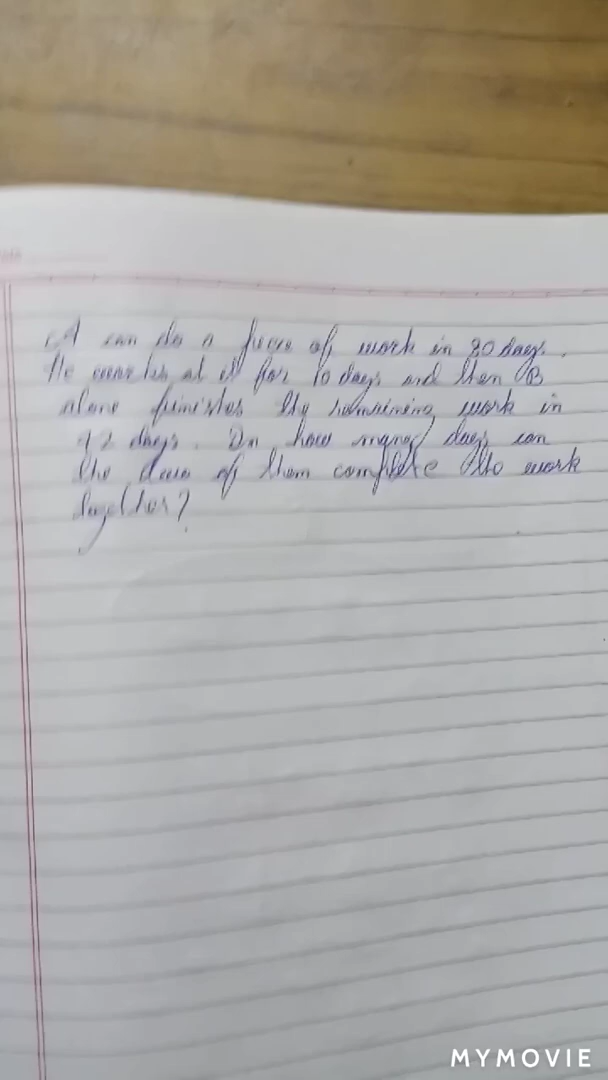 A can do a piece of work in 80 days.
He works at it for 10 days and then B
alone finishes the remaining work in
42 days. In how many days can
the two of them complete the work
together?
MYMOVIE